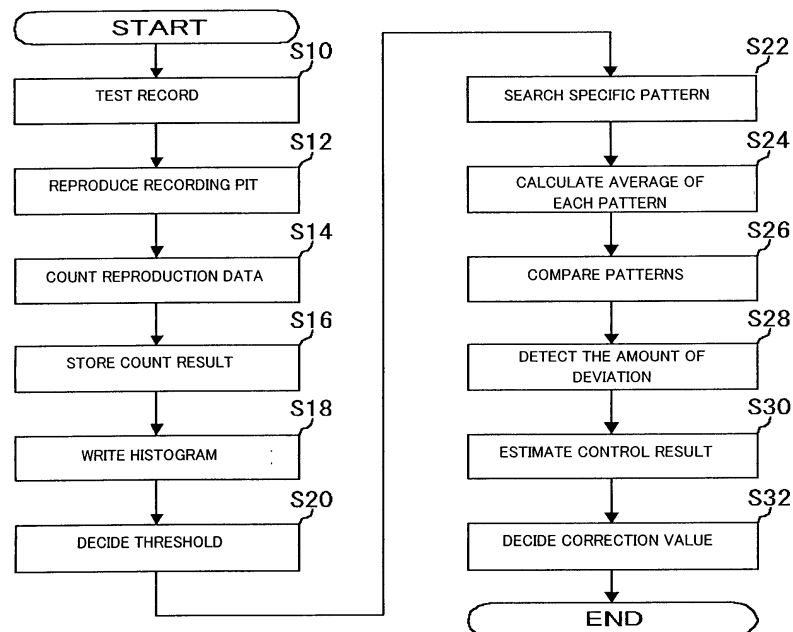 START
S10
TEST RECORD
S12
REPRODUCE RECORDING PIT
S14
COUNT REPRODUCTION DATA
S16
STORE COUNT RESULT
S18
WRITE HISTOGRAM
S20
DECIDE THRESHOLD
S22
SEARCH SPECIFIC PATTERN
S24
CALCULATE AVERAGE OF
EACH PATTERN
S26
COMPARE PATTERNS
S28
DETECT THE AMOUNT OF
DEVIATION
S30
ESTIMATE CONTROL RESULT
S32
DECIDE CORRECTION VALUE
END